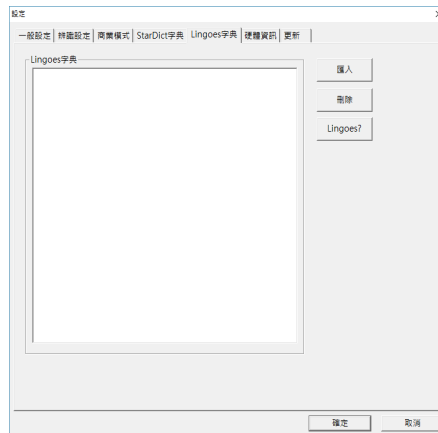 設定
一般設定 辨識設定 商業模式 StarDict字典 Lingoes字典 硬體資訊 更新
Lingoes字典
匯入
刪除
Lingoes?
確定 取消